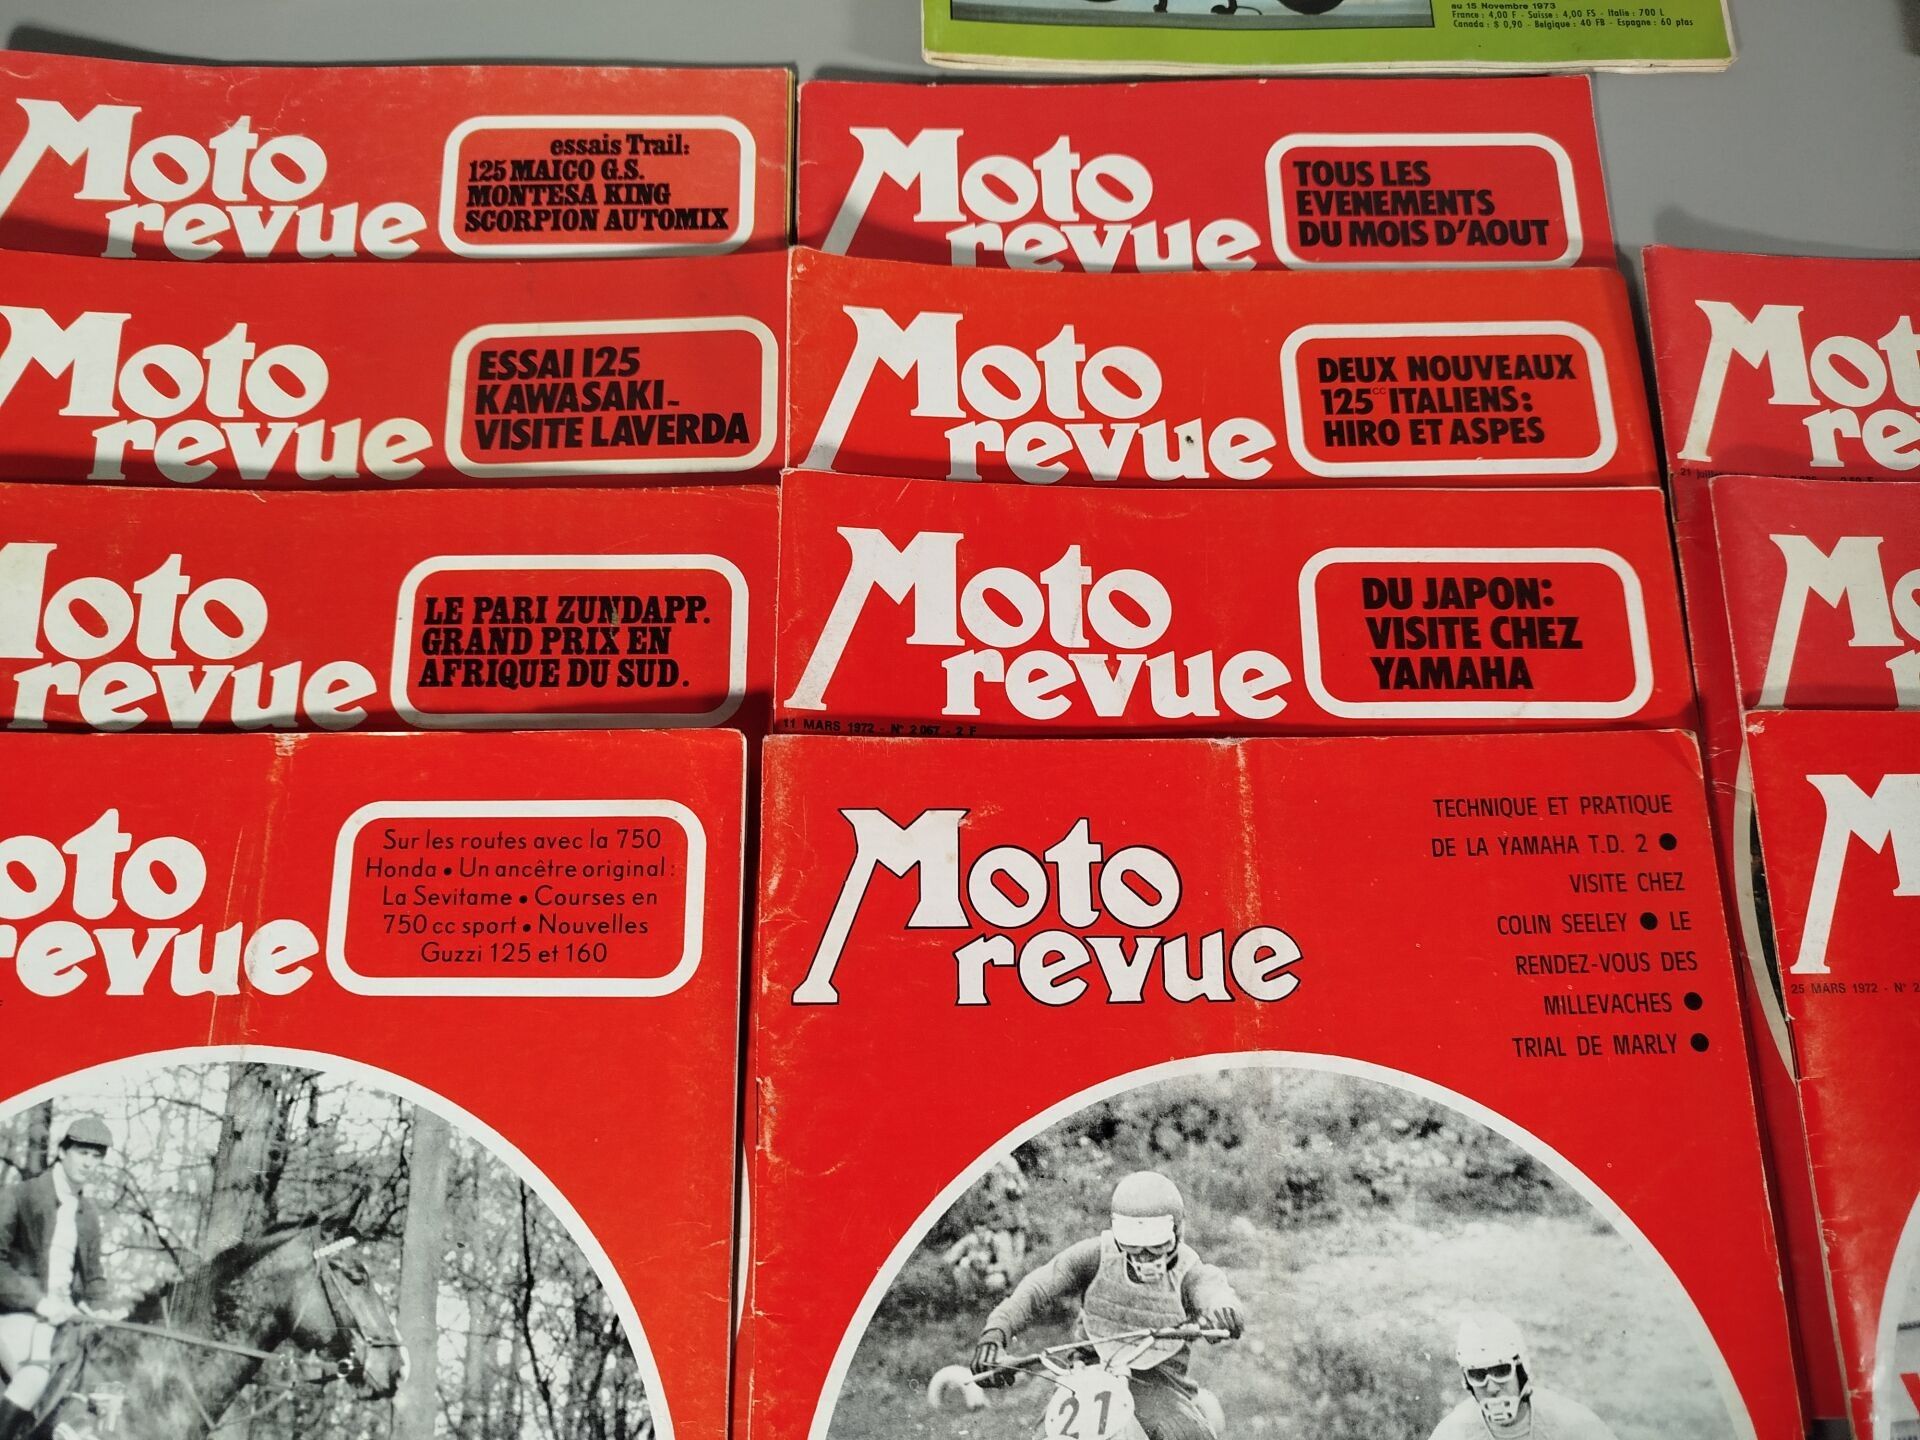 au 15 Novembre 1973
France : 4,00 F - Suisse : 4,00 FS - Italie : 700 L
Canada : $ 0,90 - Belgique : 40 FB - Espagne : 60 ptas
Moto
revue
essais Trail:
125 MAICO G.S.
MONTESA KING
SCORPION AUTOMIX
Moto
revue
TOUS LES
EVENEMENTS
DU MOIS D'AOUT
Moto
revue
ESSAI 125
KAWASAKI-
VISITE LAVERDA
Moto
revue
DEUX NOUVEAUX
125cc ITALIENS:
HIRO ET ASPES
Mot
re
Moto
revue
LE PARI ZUNDAPP.
GRAND PRIX EN
AFRIQUE DU SUD.
Moto
revue
DU JAPON:
VISITE CHEZ
YAMAHA
11 MARS 1972 - N° 2 067 - 2 F
Mo
oto
revue
Sur les routes avec la 750
Honda • Un ancêtre original :
La Sevitame • Courses en
750 cc sport • Nouvelles
Guzzi 125 et 160
Moto
revue
TECHNIQUE ET PRATIQUE
DE LA YAMAHA T.D. 2 ●
VISITE CHEZ
COLIN SEELEY ● LE
RENDEZ-VOUS DES
MILLEVACHES ●
TRIAL DE MARLY ●
21
M
25 MARS 1972 - N° 2